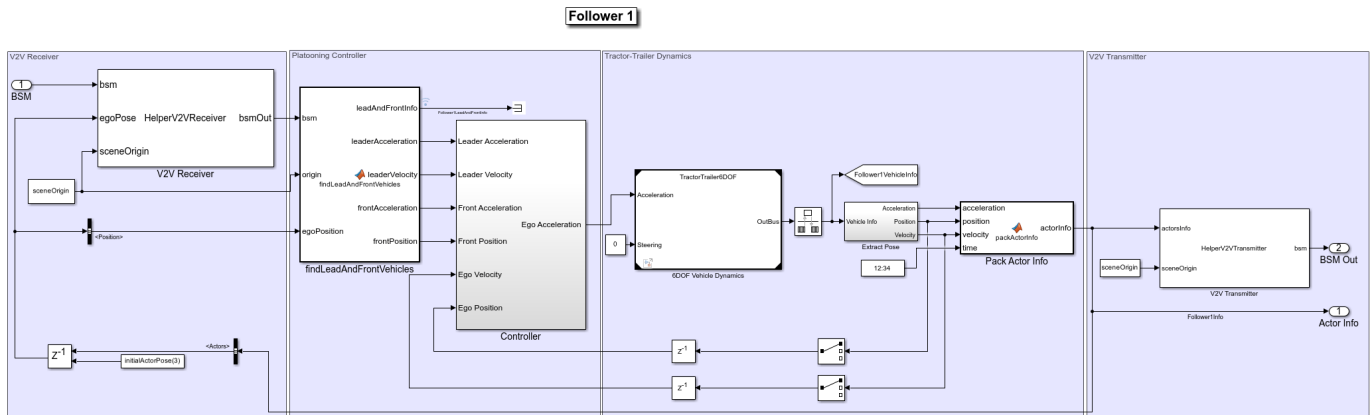 Follower 1
V2V Receiver
Platooning Controller
Tractor-Trailer Dynamics
V2V Transmitter
1
BSM
bsm
egoPose
HelperV2VReceiver
bsmOut
sceneOrigin
V2V Receiver
sceneOrigin
<Position>
Z-1
initialActorPose(3)
<Actors>
bsm
origin
egoPosition
findLeadAndFrontVehicles
leadAndFrontInfo
leaderAcceleration
leaderVelocity
frontAcceleration
frontPosition
findLeadAndFrontVehicles
Follower1LeadAndFrontInfo
Leader Acceleration
Leader Velocity
Front Acceleration
Front Position
Ego Velocity
Ego Position
Ego Acceleration
Controller
TractorTrailer6DOF
Acceleration
Steering
OutBus
0
6DOF Vehicle Dynamics
Follower1VehicleInfo
Vehicle Info
Acceleration
Position
Velocity
Extract Pose
12:34
acceleration
position
velocity
time
packActorInfo
actorInfo
Pack Actor Info
z-1
z-1
actorsInfo
HelperV2VTransmitter
bsm
sceneOrigin
sceneOrigin
V2V Transmitter
2
BSM Out
Follower1Info
1
Actor Info